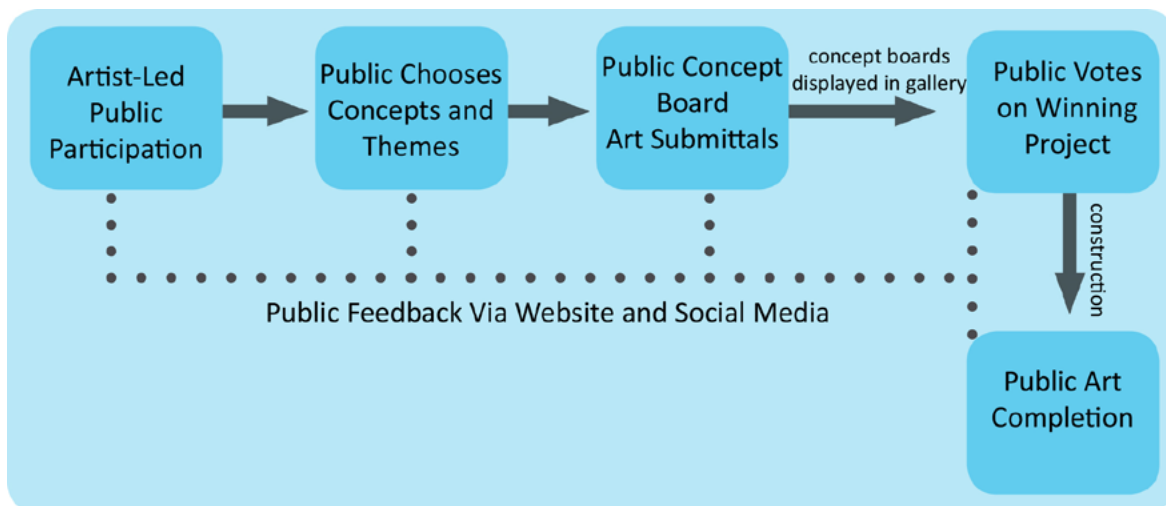 Artist-Led
Public
Participation
Public Chooses
Concepts and
Themes
Public Concept
Board
Art Submittals
concept boards
displayed in gallery
Public Votes
on Winning
Project
construction
Public Feedback Via Website and Social Media
Public Art
Completion